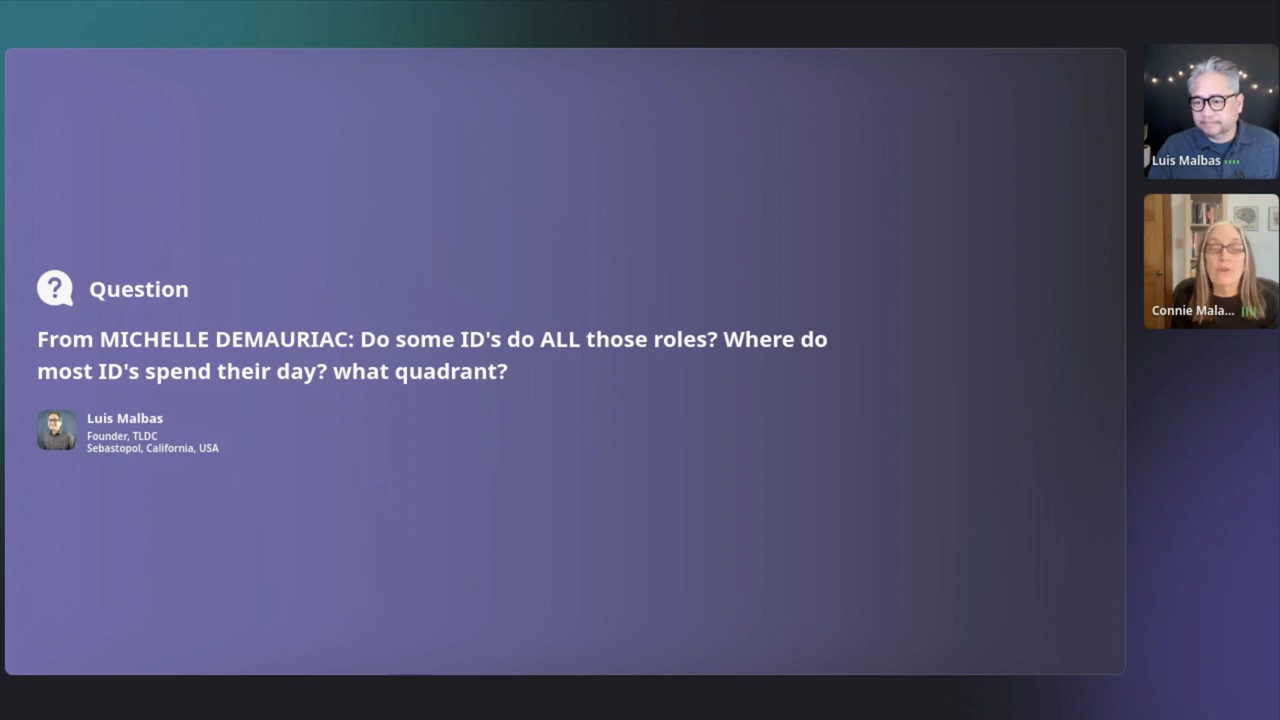 Question
From MICHELLE DEMAURIAC: Do some ID's do ALL those roles? Where do
most ID's spend their day? what quadrant?
Luis Malbas
Founder, TLDC
Sebastopol, California, USA
Luis Malbas
Connie Mala...